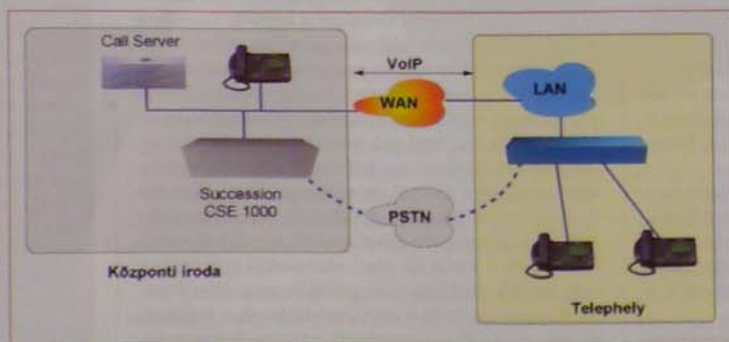 Call Server
VoIP
WAN
LAN
Succession
CSE 1000
PSTN
Központi iroda
Telephely